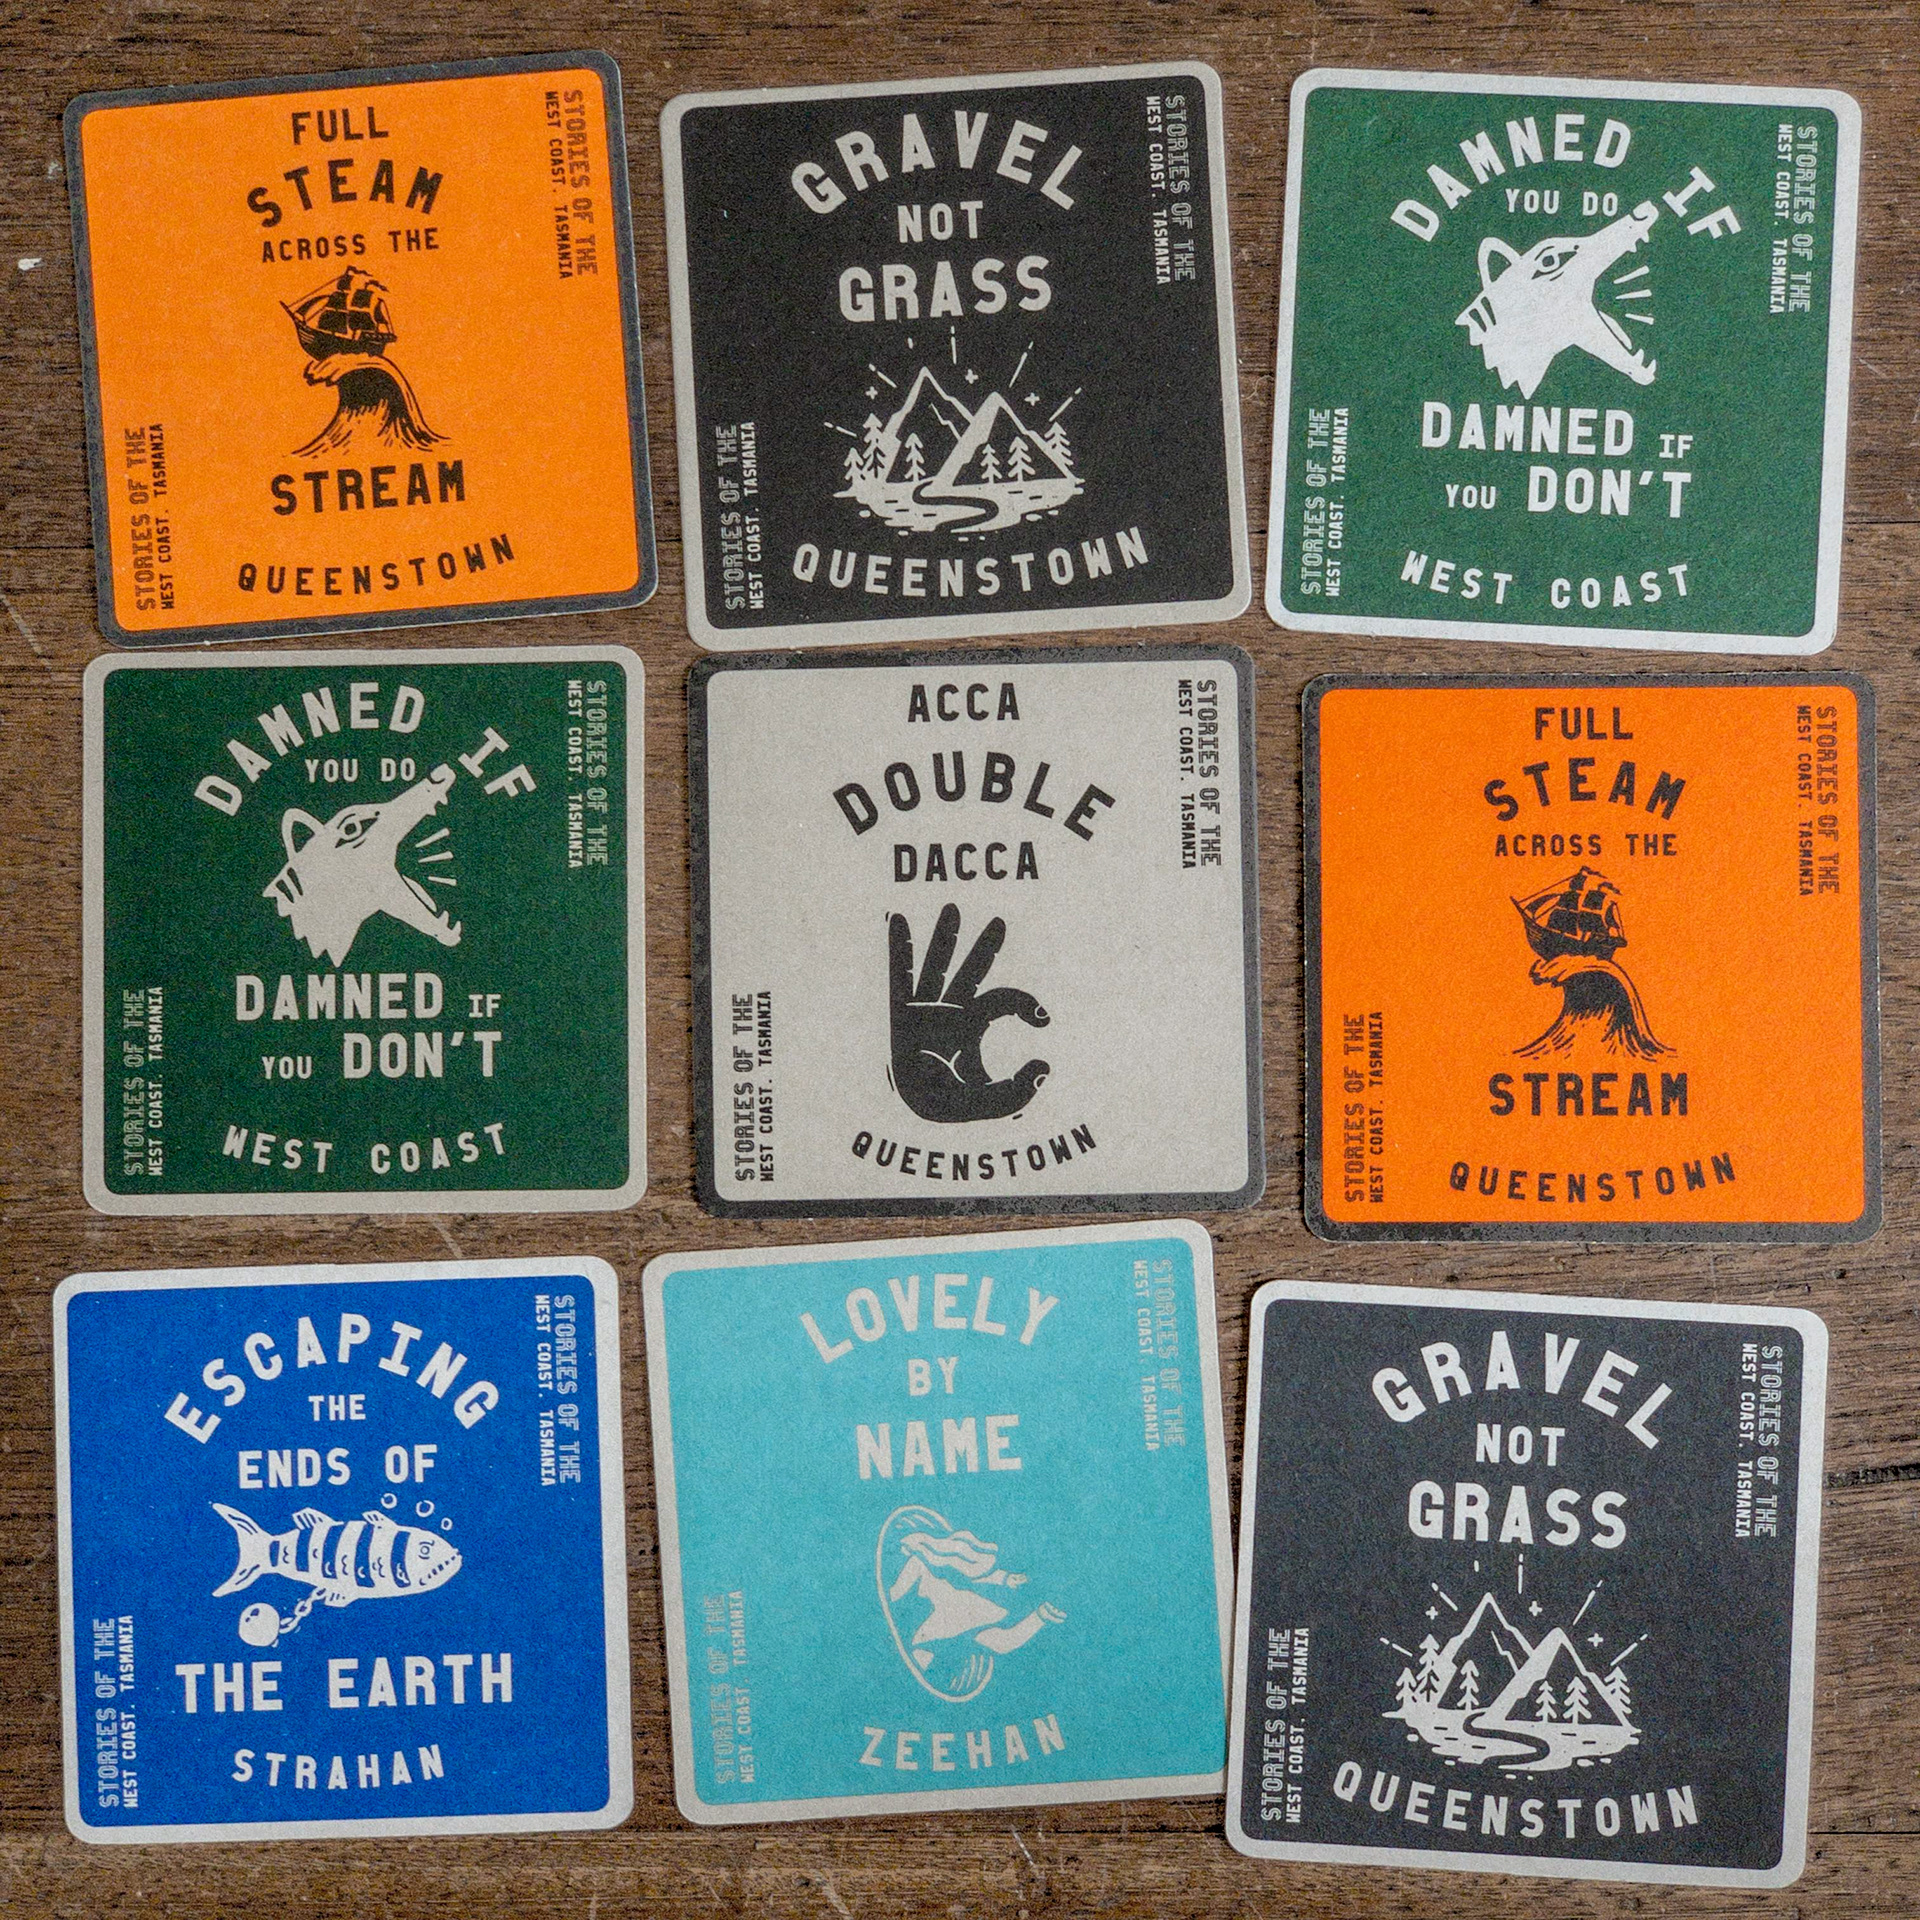 FULL
STEAM
ACROSS THE
STREAM
QUEENSTOWN
STORIES OF THE
WEST COAST. TASMANIA
STORIES OF THE
WEST COAST. TASMANIA
GRAVEL
NOT
GRASS
QUEENSTOWN
STORIES OF THE
WEST COAST. TASMANIA
STORIES OF THE
WEST COAST. TASMANIA
DAMNED IF
YOU DO
DAMNED IF
YOU DON'T
WEST COAST
STORIES OF THE
WEST COAST. TASMANIA
STORIES OF THE
WEST COAST. TASMANIA
DAMNED IF
YOU DO
DAMNED IF
YOU DON'T
WEST COAST
STORIES OF THE
WEST COAST. TASMANIA
STORIES OF THE
WEST COAST. TASMANIA
ACCA
DOUBLE
DACCA
QUEENSTOWN
STORIES OF THE
WEST COAST. TASMANIA
STORIES OF THE
WEST COAST. TASMANIA
FULL
STEAM
ACROSS THE
STREAM
QUEENSTOWN
STORIES OF THE
WEST COAST. TASMANIA
STORIES OF THE
WEST COAST. TASMANIA
ESCAPING
THE
ENDS OF
THE EARTH
STRAHAN
STORIES OF THE
WEST COAST. TASMANIA
STORIES OF THE
WEST COAST. TASMANIA
LOVELY
BY
NAME
ZEEHAN
STORIES OF THE
WEST COAST. TASMANIA
STORIES OF THE
WEST COAST. TASMANIA
GRAVEL
NOT
GRASS
QUEENSTOWN
STORIES OF THE
WEST COAST. TASMANIA
STORIES OF THE
WEST COAST. TASMANIA